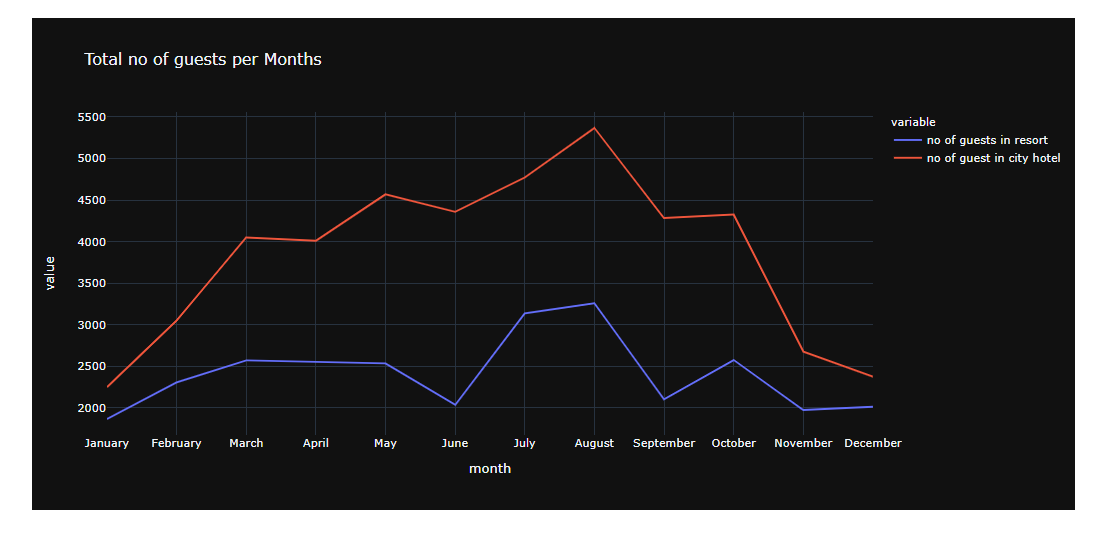 Total no of guests per Months
5500
5000
4500
4000
3500
3000
2500
2000
value
January February March April May June July August September October November December
month
variable
no of guests in resort
no of guest in city hotel